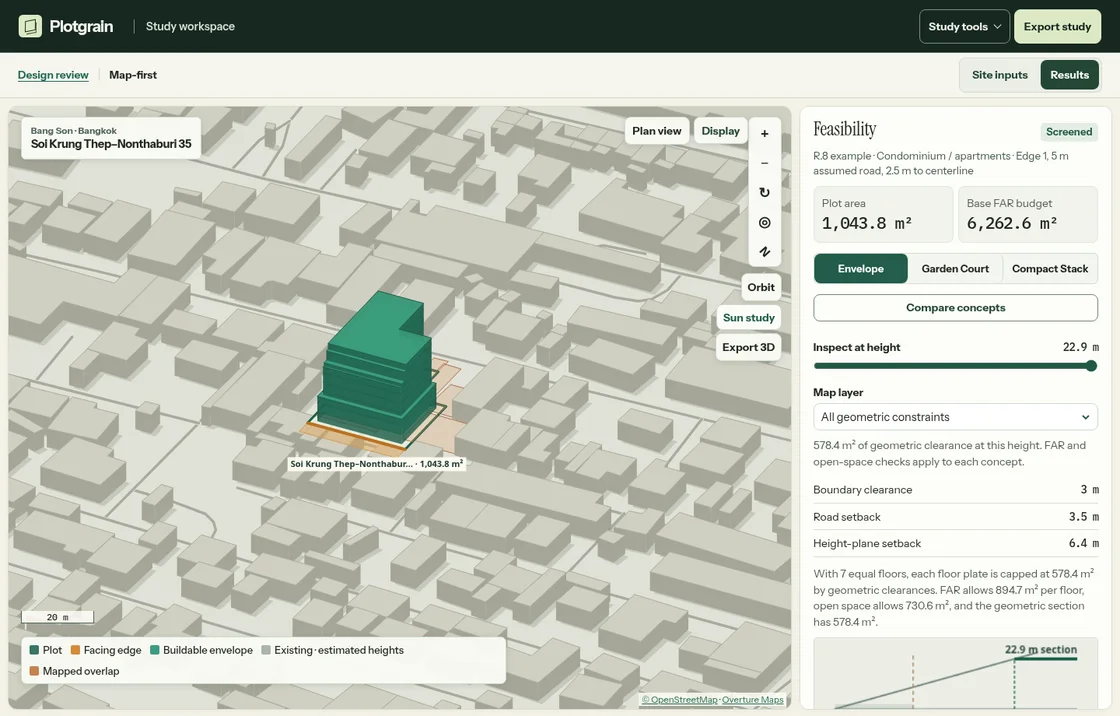 Plotgrain
Study workspace
Study tools
Export study
Design review
Map-first
Site inputs
Results
Bang Son · Bangkok
Soi Krung Thep–Nonthaburi 35
Plan view
Display
+
−
Orbit
Sun study
Export 3D
Soi Krung Thep–Nonthabur... · 1,043.8 m²
20 m
Plot
Facing edge
Buildable envelope
Existing · estimated heights
Mapped overlap
© OpenStreetMap · Overture Maps
Feasibility
Screened
R.8 example · Condominium / apartments · Edge 1, 5 m
assumed road, 2.5 m to centerline
Plot area
1,043.8 m²
Base FAR budget
6,262.6 m²
Envelope
Garden Court
Compact Stack
Compare concepts
Inspect at height
22.9 m
Map layer
All geometric constraints
578.4 m² of geometric clearance at this height. FAR and
open-space checks apply to each concept.
Boundary clearance
3 m
Road setback
3.5 m
Height-plane setback
6.4 m
With 7 equal floors, each floor plate is capped at 578.4 m²
by geometric clearances. FAR allows 894.7 m² per floor,
open space allows 730.6 m², and the geometric section
has 578.4 m².
22.9 m section